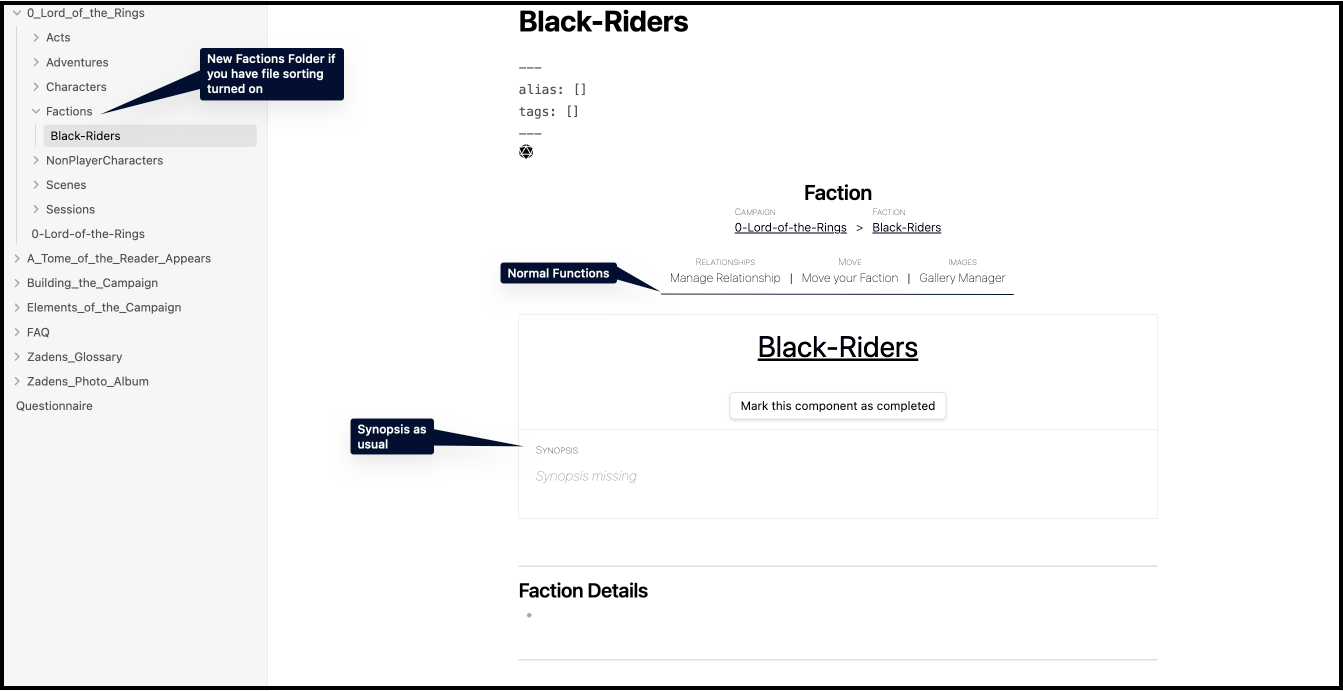 0_Lord_of_the_Rings
Acts
Adventures
Characters
Factions
Black-Riders
NonPlayerCharacters
Scenes
Sessions
0-Lord-of-the-Rings
A_Tome_of_the_Reader_Appears
Building_the_Campaign
Elements_of_the_Campaign
FAQ
Zadens_Glossary
Zadens_Photo_Album
Questionnaire
New Factions Folder if
you have file sorting
turned on
Black-Riders
---
alias: []
tags: []
---
Faction
Campaign Faction
0-Lord-of-the-Rings > Black-Riders
Normal Functions
Relationships Move Images
Manage Relationship | Move your Faction | Gallery Manager
Black-Riders
Mark this component as completed
Synopsis as
usual
Synopsis
Synopsis missing
Faction Details